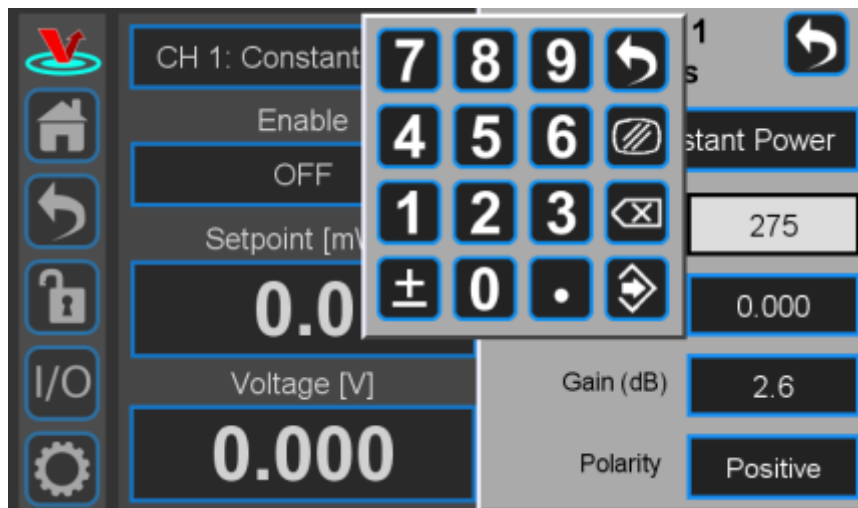 CH 1: Constant
Enable
OFF
Setpoint [m
0.0
Voltage [V]
0.000
I/O
7 8 9
4 5 6
1 2 3
± 0 .
1
s
stant Power
275
0.000
Gain (dB)
2.6
Polarity
Positive